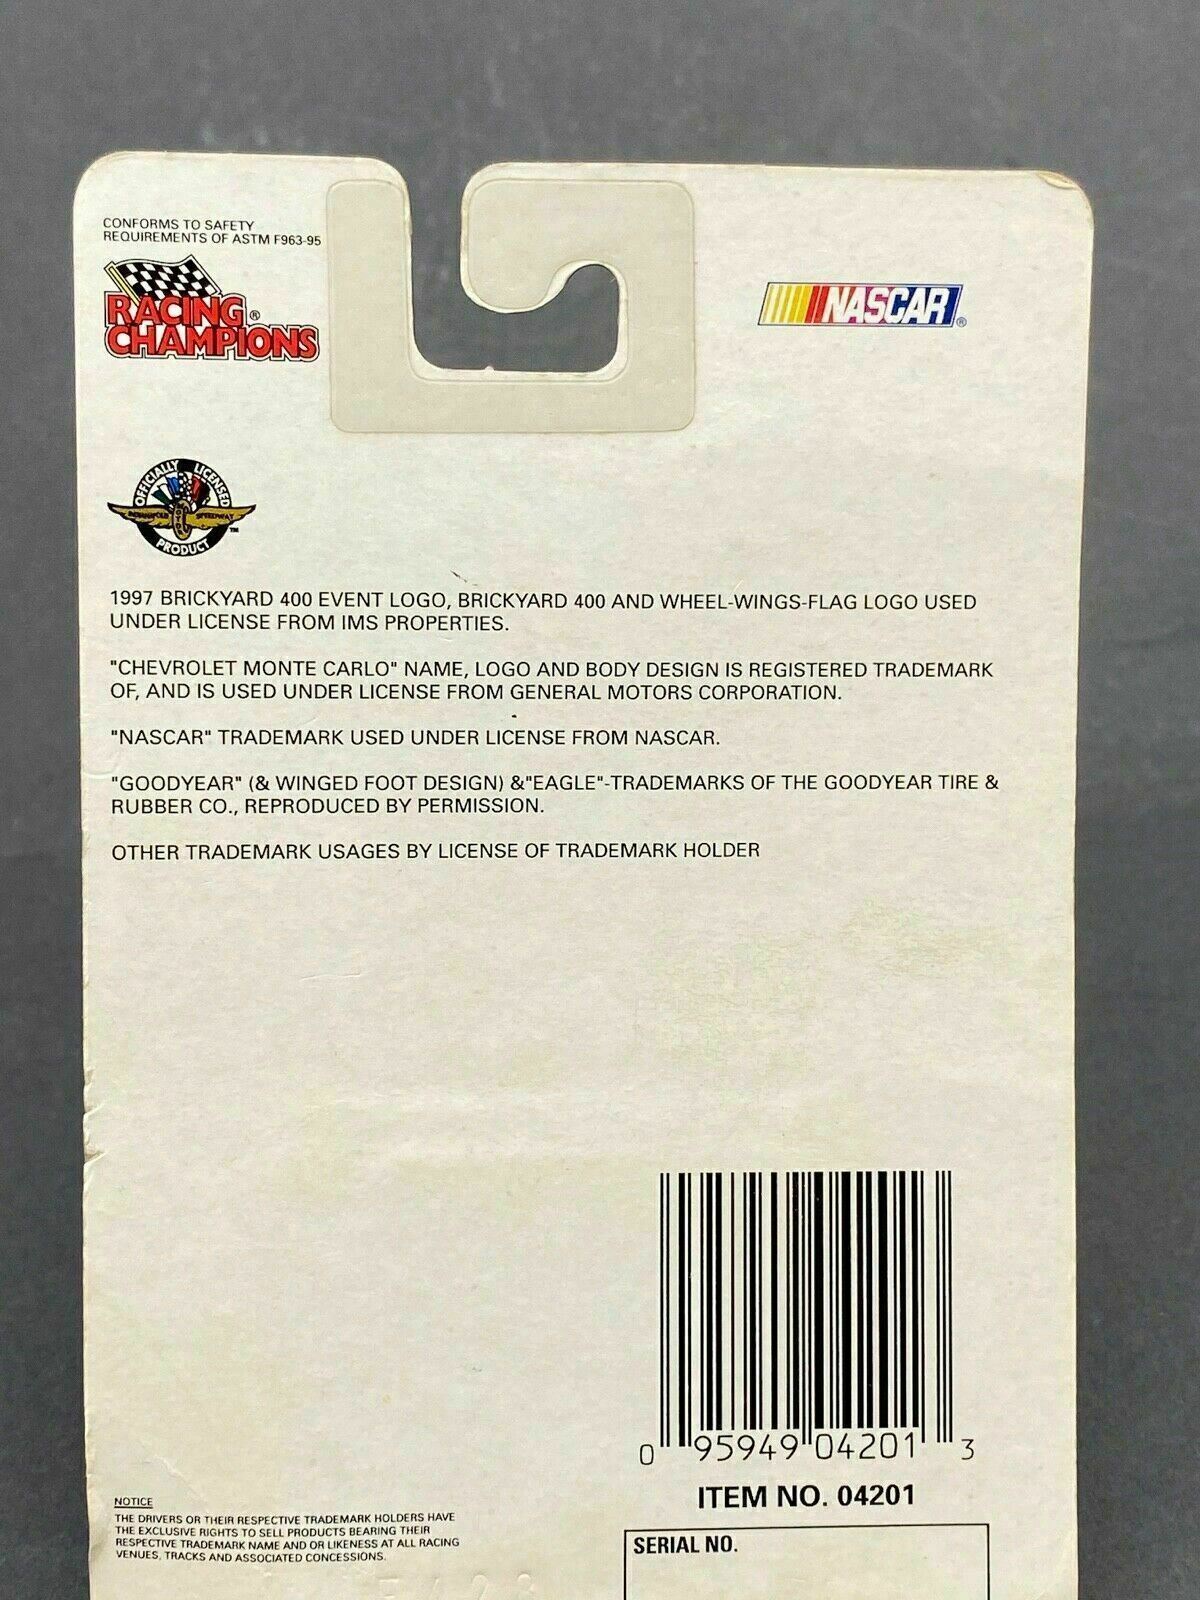 CONFORMS TO SAFETY
REQUIREMENTS OF ASTM F963-95
RACING ®
CHAMPIONS
NASCAR®
OFFICIALLY LICENSED
INDIANAPOLIS MOTOR SPEEDWAY
PRODUCT
TM
1997 BRICKYARD 400 EVENT LOGO, BRICKYARD 400 AND WHEEL-WINGS-FLAG LOGO USED
UNDER LICENSE FROM IMS PROPERTIES.
"CHEVROLET MONTE CARLO" NAME, LOGO AND BODY DESIGN IS REGISTERED TRADEMARK
OF, AND IS USED UNDER LICENSE FROM GENERAL MOTORS CORPORATION.
"NASCAR" TRADEMARK USED UNDER LICENSE FROM NASCAR.
"GOODYEAR" (& WINGED FOOT DESIGN) &"EAGLE"-TRADEMARKS OF THE GOODYEAR TIRE &
RUBBER CO., REPRODUCED BY PERMISSION.
OTHER TRADEMARK USAGES BY LICENSE OF TRADEMARK HOLDER
0 95949 04201 3
ITEM NO. 04201
SERIAL NO.
NOTICE
THE DRIVERS OR THEIR RESPECTIVE TRADEMARK HOLDERS HAVE
THE EXCLUSIVE RIGHTS TO SELL PRODUCTS BEARING THEIR
RESPECTIVE TRADEMARK NAME AND OR LIKENESS AT ALL RACING
VENUES, TRACKS AND ASSOCIATED CONCESSIONS.